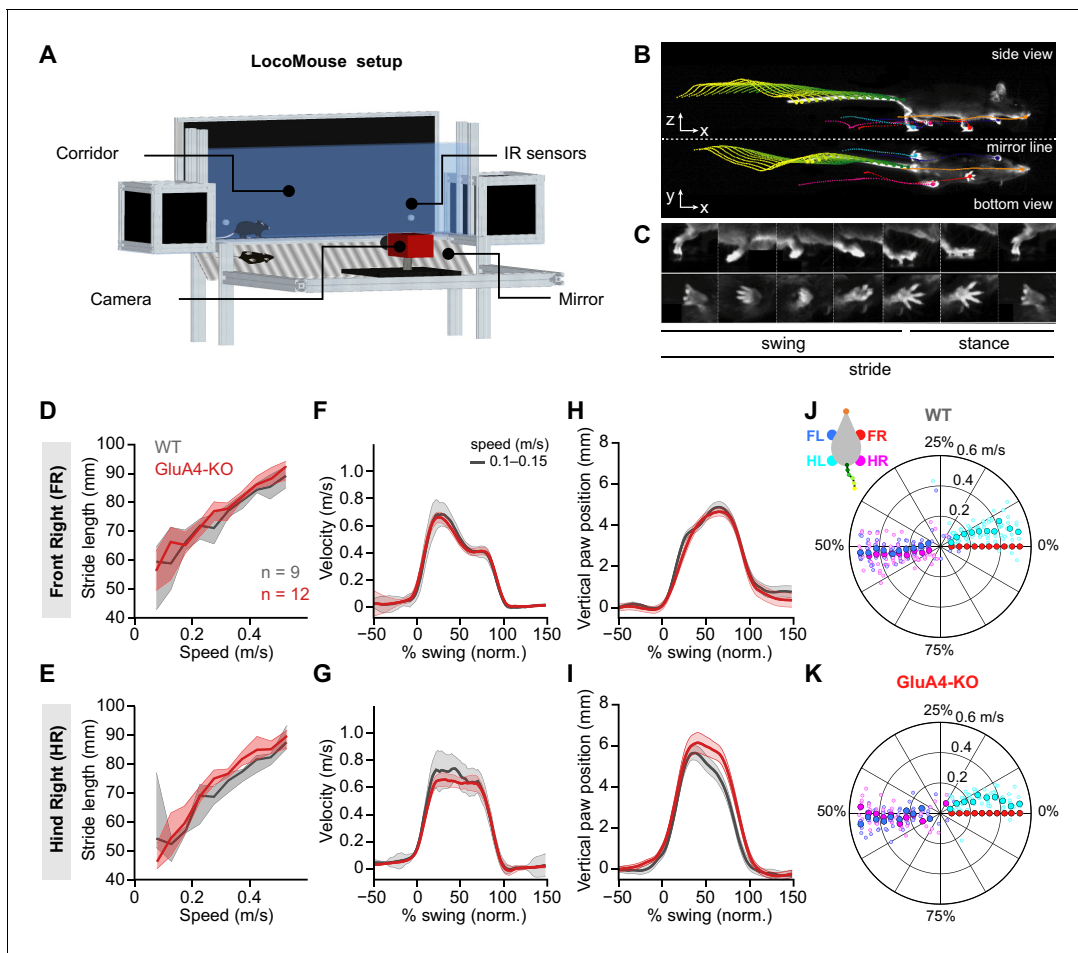 A
LocoMouse setup
Corridor
IR sensors
Camera
Mirror
B
side view
z
x
mirror line
y
x
bottom view
C
swing
stance
stride
Front Right (FR)
D
WT
GluA4-KO
n = 9
n = 12
Stride length (mm)
100
90
80
70
60
50
40
0
0.2
0.4
Speed (m/s)
F
speed (m/s)
0.1–0.15
Velocity (m/s)
1.0
0.8
0.6
0.4
0.2
0
−50
0
50
100
150
% swing (norm.)
H
Vertical paw position (mm)
8
6
4
2
0
−50
0
50
100
150
% swing (norm.)
J
WT
FL
FR
HL
HR
25%
0.6 m/s
0.4
0.2
50%
0%
75%
Hind Right (HR)
E
Stride length (mm)
100
90
80
70
60
50
40
0
0.2
0.4
Speed (m/s)
G
Velocity (m/s)
1.0
0.8
0.6
0.4
0.2
0
−50
0
50
100
150
% swing (norm.)
I
Vertical paw position (mm)
8
6
4
2
0
−50
0
50
100
150
% swing (norm.)
K
GluA4-KO
25%
0.6 m/s
0.4
0.2
50%
0%
75%